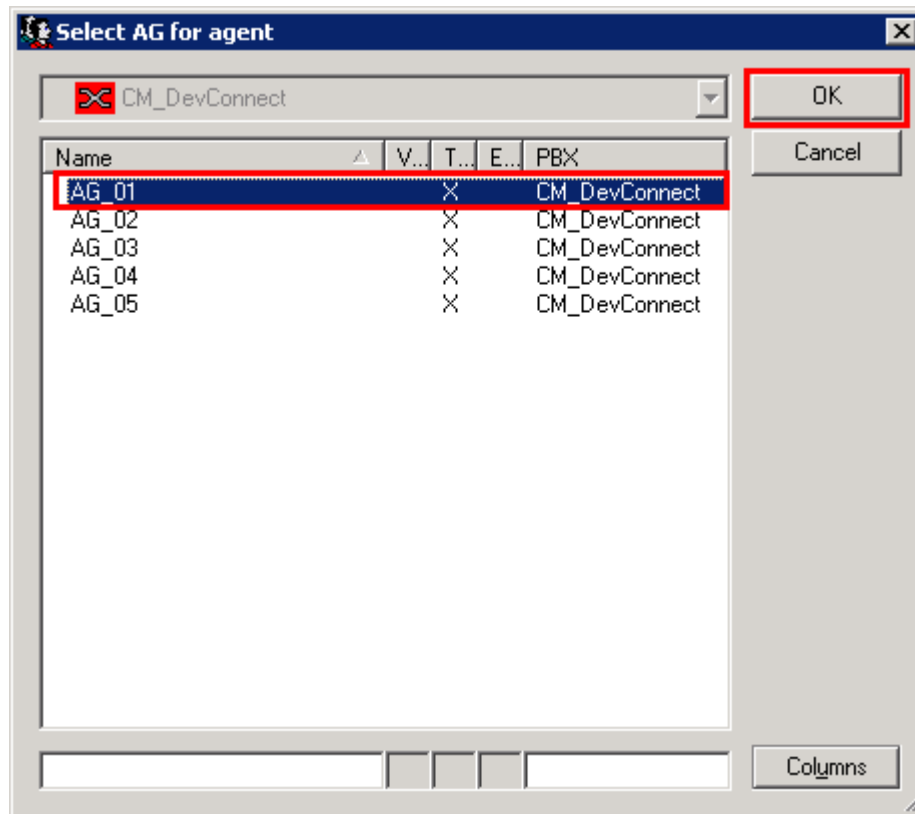 Select AG for agent
CM_DevConnect
OK
Cancel
Name V... T... E... PBX
AG_01 X CM_DevConnect
AG_02 X CM_DevConnect
AG_03 X CM_DevConnect
AG_04 X CM_DevConnect
AG_05 X CM_DevConnect
Columns